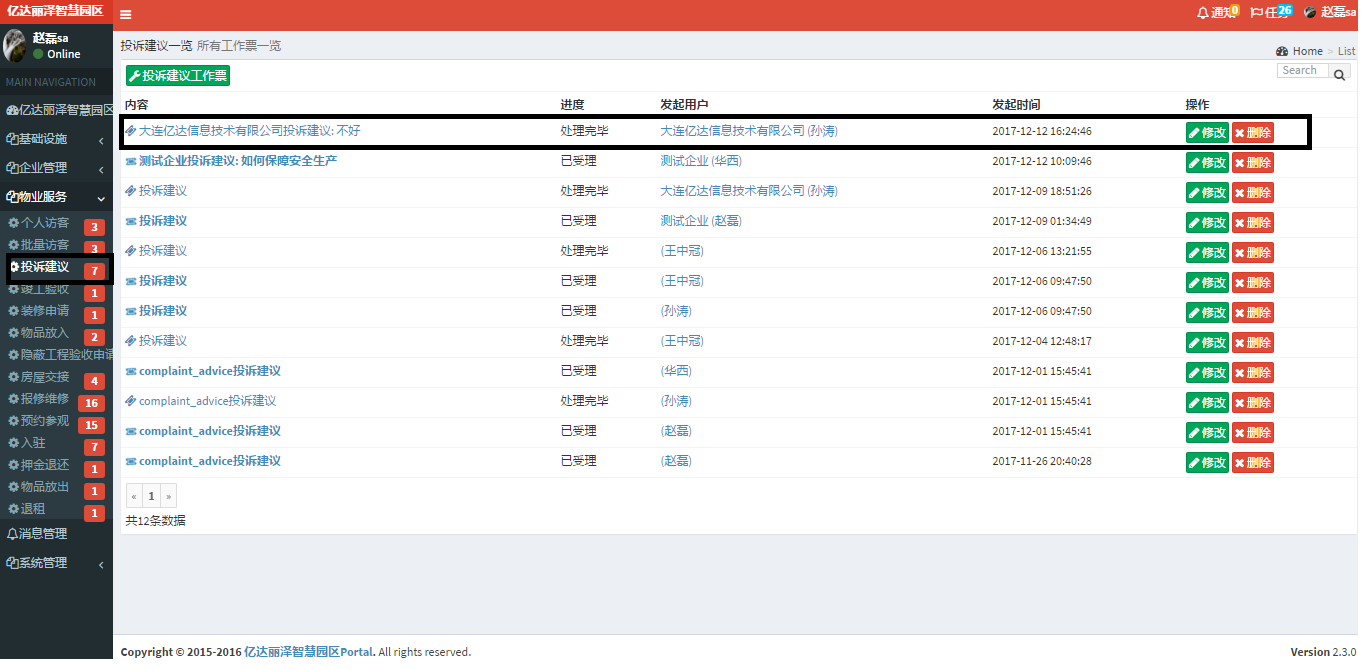 亿达丽泽智慧园区
通知 0
任务 26
赵磊sa
赵磊sa
Online
MAIN NAVIGATION
亿达丽泽智慧园区
基础设施
企业管理
物业服务
个人访客 3
批量访客 3
投诉建议 7
竣工验收 1
装修申请 1
物品放入 2
隐蔽工程验收申请
房屋交接 4
报修维修 16
预约参观 15
入驻 7
押金退还 1
物品放出 1
退租 1
消息管理
系统管理
投诉建议一览 所有工作票一览
Home > List
投诉建议工作票
Search
内容 进度 发起用户 发起时间 操作
大连亿达信息技术有限公司投诉建议: 不好 处理完毕 大连亿达信息技术有限公司 (孙涛) 2017-12-12 16:24:46 修改 删除
测试企业投诉建议: 如何保障安全生产 已受理 测试企业 (华西) 2017-12-12 10:09:46 修改 删除
投诉建议 处理完毕 大连亿达信息技术有限公司 (孙涛) 2017-12-09 18:51:26 修改 删除
投诉建议 已受理 测试企业 (赵磊) 2017-12-09 01:34:49 修改 删除
投诉建议 处理完毕 (王中冠) 2017-12-06 13:21:55 修改 删除
投诉建议 已受理 (王中冠) 2017-12-06 09:47:50 修改 删除
投诉建议 已受理 (孙涛) 2017-12-06 09:47:50 修改 删除
投诉建议 处理完毕 (王中冠) 2017-12-04 12:48:17 修改 删除
complaint_advice投诉建议 已受理 (华西) 2017-12-01 15:45:41 修改 删除
complaint_advice投诉建议 处理完毕 (孙涛) 2017-12-01 15:45:41 修改 删除
complaint_advice投诉建议 已受理 (赵磊) 2017-12-01 15:45:41 修改 删除
complaint_advice投诉建议 已受理 (赵磊) 2017-11-26 20:40:28 修改 删除
« 1 »
共12条数据
Copyright © 2015-2016 亿达丽泽智慧园区Portal. All rights reserved.
Version 2.3.0